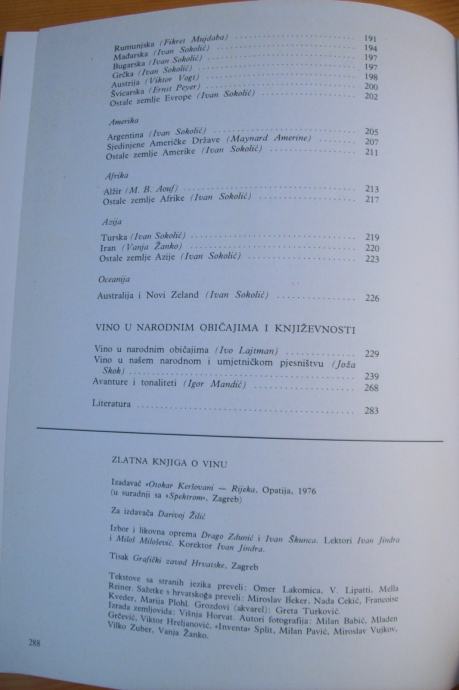 Rumunjska (Fikret Mujdaba) 191
Mađarska (Ivan Sokolić) 194
Bugarska (Ivan Sokolić) 197
Grčka (Ivan Sokolić) 197
Austrija (Viktor Vogt) 198
Švicarska (Ernst Peyer) 200
Ostale zemlje Evrope (Ivan Sokolić) 202
Amerika
Argentina (Ivan Sokolić) 205
Sjedinjene Američke Države (Maynard Amerine) 207
Ostale zemlje Amerike (Ivan Sokolić) 211
Afrika
Alžir (M. B. Aouf) 213
Ostale zemlje Afrike (Ivan Sokolić) 217
Azija
Turska (Ivan Sokolić) 219
Iran (Vanja Žanko) 220
Ostale zemlje Azije (Ivan Sokolić) 223
Oceanija
Australija i Novi Zeland (Ivan Sokolić) 226
VINO U NARODNIM OBIČAJIMA I KNJIŽEVNOSTI
Vino u narodnim običajima (Ivo Lajtman) 229
Vino u našem narodnom i umjetničkom pjesništvu (Joža
Skok) 239
Avanture i tonaliteti (Igor Mandić) 268
Literatura 283
ZLATNA KNJIGA O VINU
Izdavač »Otokar Keršovani — Rijeka, Opatija, 1976
(u suradnji sa »Spektrom«, Zagreb)
Za izdavača Darivoj Žilić
Izbor i likovna oprema Drago Zdunić i Ivan Škunca. Lektori Ivan Jindra
i Miloš Milošević. Korektor Ivan Jindra.
Tisak Grafički zavod Hrvatske, Zagreb
Tekstove sa stranih jezika preveli: Omer Lakomica, V. Lipatti, Mella
Reiner. Sažetke s hrvatskoga preveli: Miroslav Beker, Nada Cekić, Francoise
Kveder, Marija Plohl. Grozdovi (akvarel): Greta Turković.
Izrada zemljovida: Višnja Horvat. Autori fotografija: Milan Babić, Mladen
Grčević, Viktor Hreljanović, »Inventa« Split, Milan Pavić, Miroslav Vujkov,
Vilko Zuber, Vanja Žanko.
288